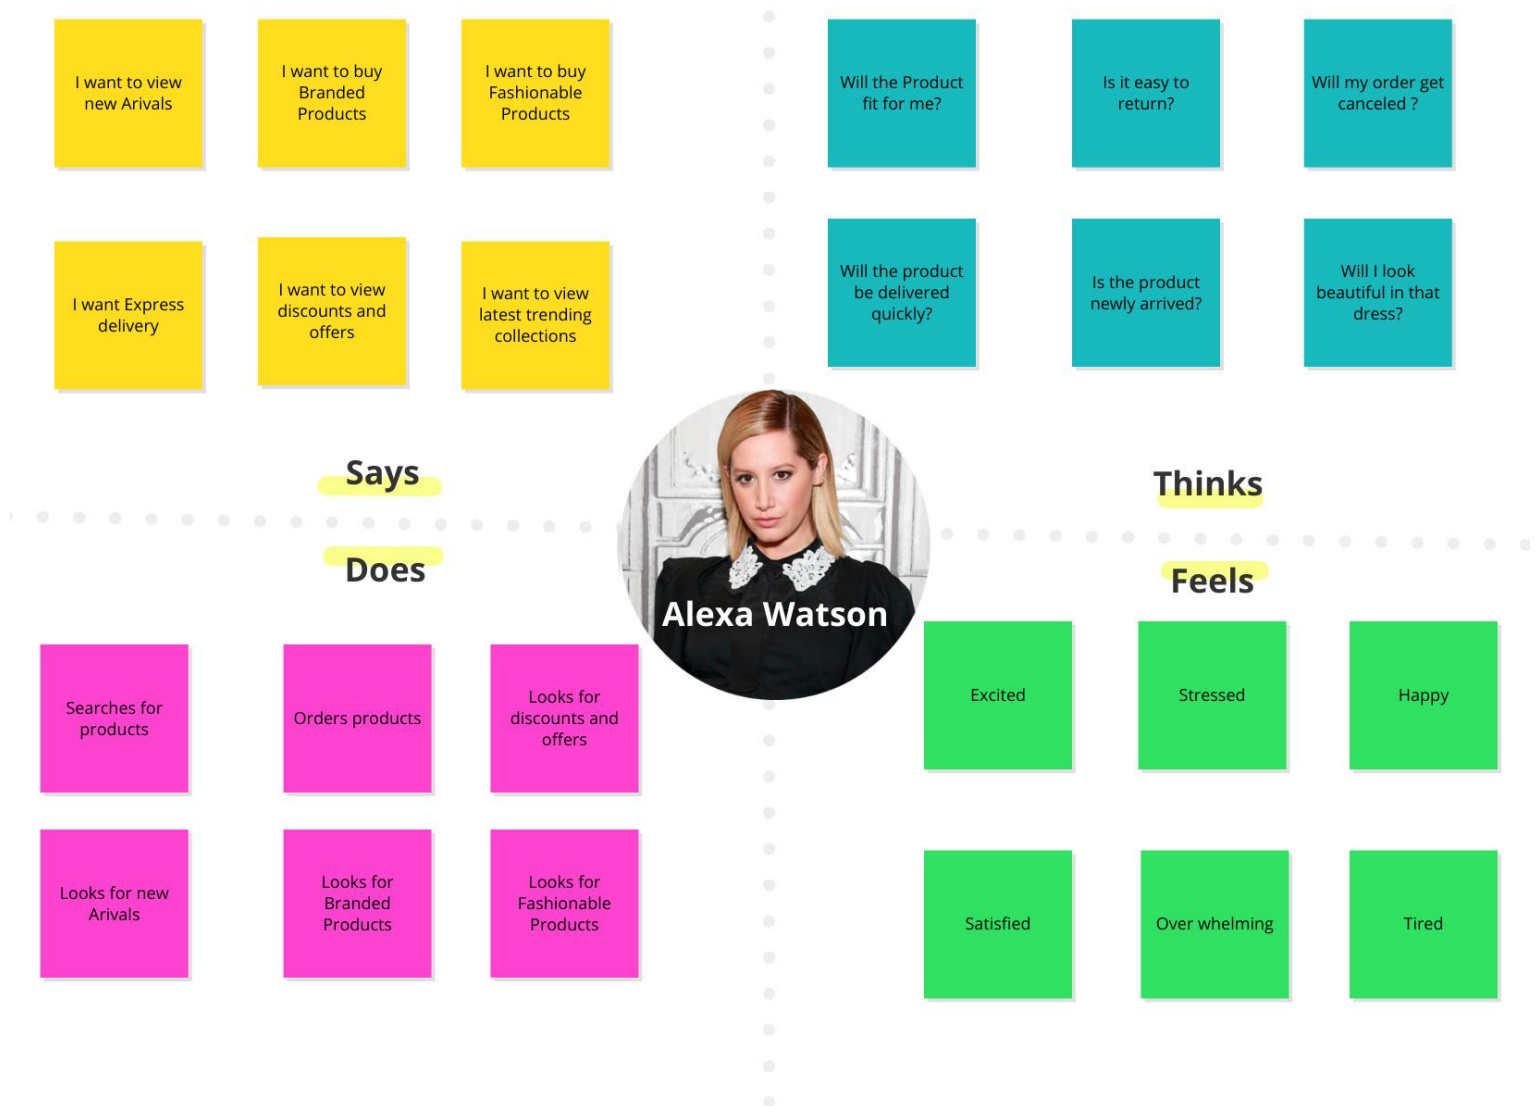 I want to view
new Arivals
I want to buy
Branded
Products
I want to buy
Fashionable
Products
I want Express
delivery
I want to view
discounts and
offers
I want to view
latest trending
collections
Says
Will the Product
fit for me?
Is it easy to
return?
Will my order get
canceled ?
Will the product
be delivered
quickly?
Is the product
newly arrived?
Will I look
beautiful in that
dress?
Thinks
Alexa Watson
Does
Searches for
products
Orders products
Looks for
discounts and
offers
Looks for new
Arivals
Looks for
Branded
Products
Looks for
Fashionable
Products
Feels
Excited
Stressed
Happy
Satisfied
Over whelming
Tired